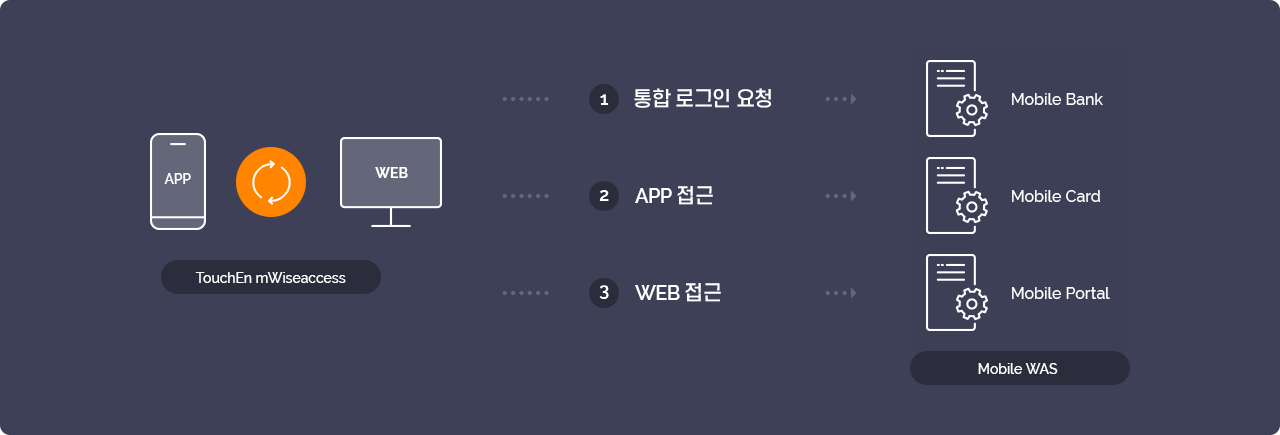 APP
WEB
TouchEn mWiseaccess
1 통합 로그인 요청
2 APP 접근
3 WEB 접근
Mobile Bank
Mobile Card
Mobile Portal
Mobile WAS